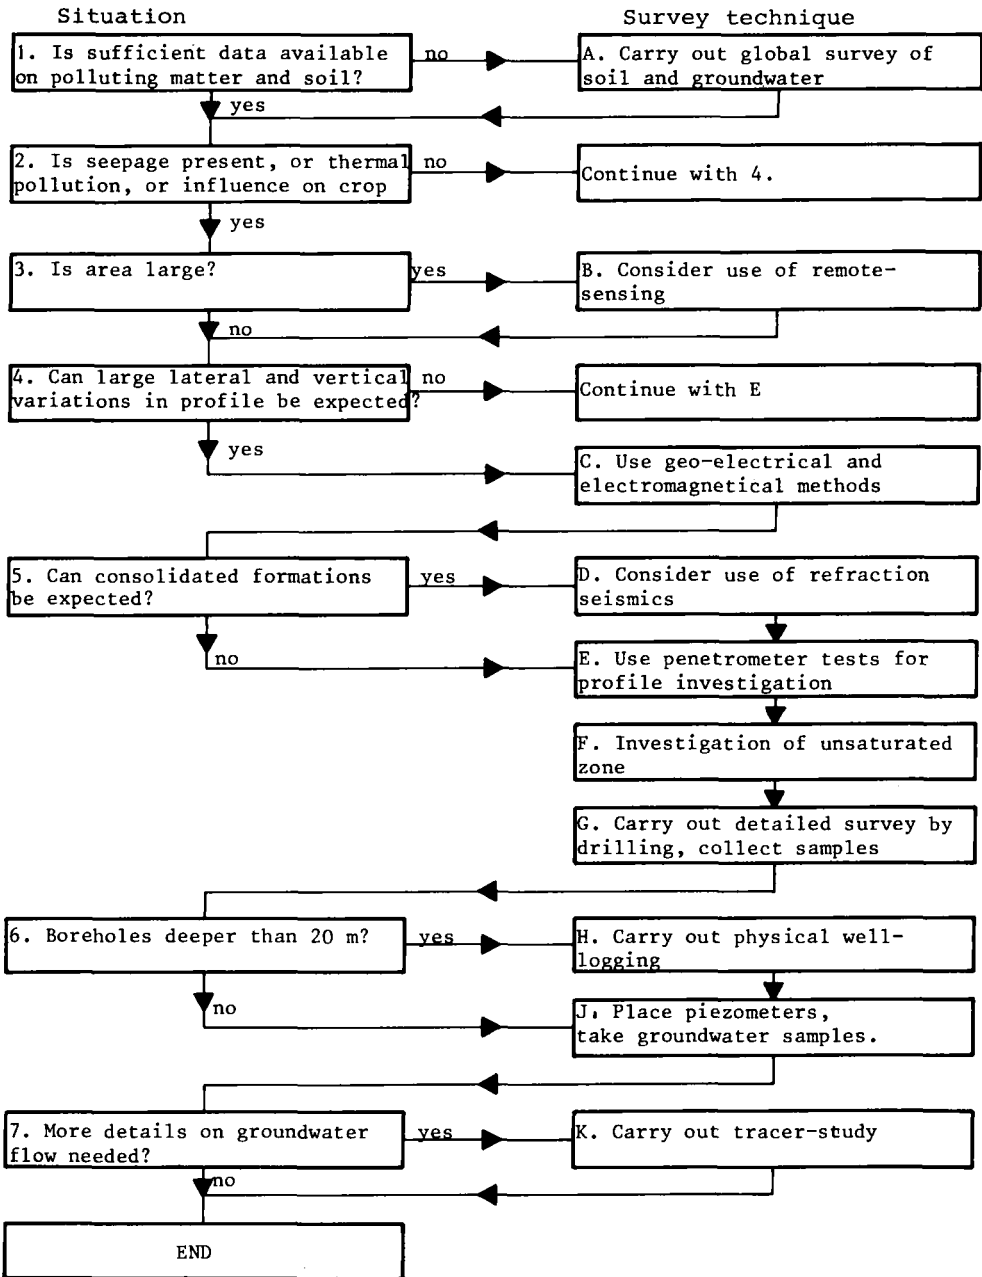 Situation
Survey technique
1. Is sufficient data available
on polluting matter and soil?
no
A. Carry out global survey of
soil and groundwater
yes
2. Is seepage present, or thermal
pollution, or influence on crop
no
Continue with 4.
yes
3. Is area large?
yes
B. Consider use of remote-
sensing
no
4. Can large lateral and vertical
variations in profile be expected?
no
Continue with E
yes
C. Use geo-electrical and
electromagnetical methods
5. Can consolidated formations
be expected?
yes
D. Consider use of refraction
seismics
no
E. Use penetrometer tests for
profile investigation
F. Investigation of unsaturated
zone
G. Carry out detailed survey by
drilling, collect samples
6. Boreholes deeper than 20 m?
yes
H. Carry out physical well-
logging
no
J. Place piezometers,
take groundwater samples.
7. More details on groundwater
flow needed?
yes
K. Carry out tracer-study
no
END